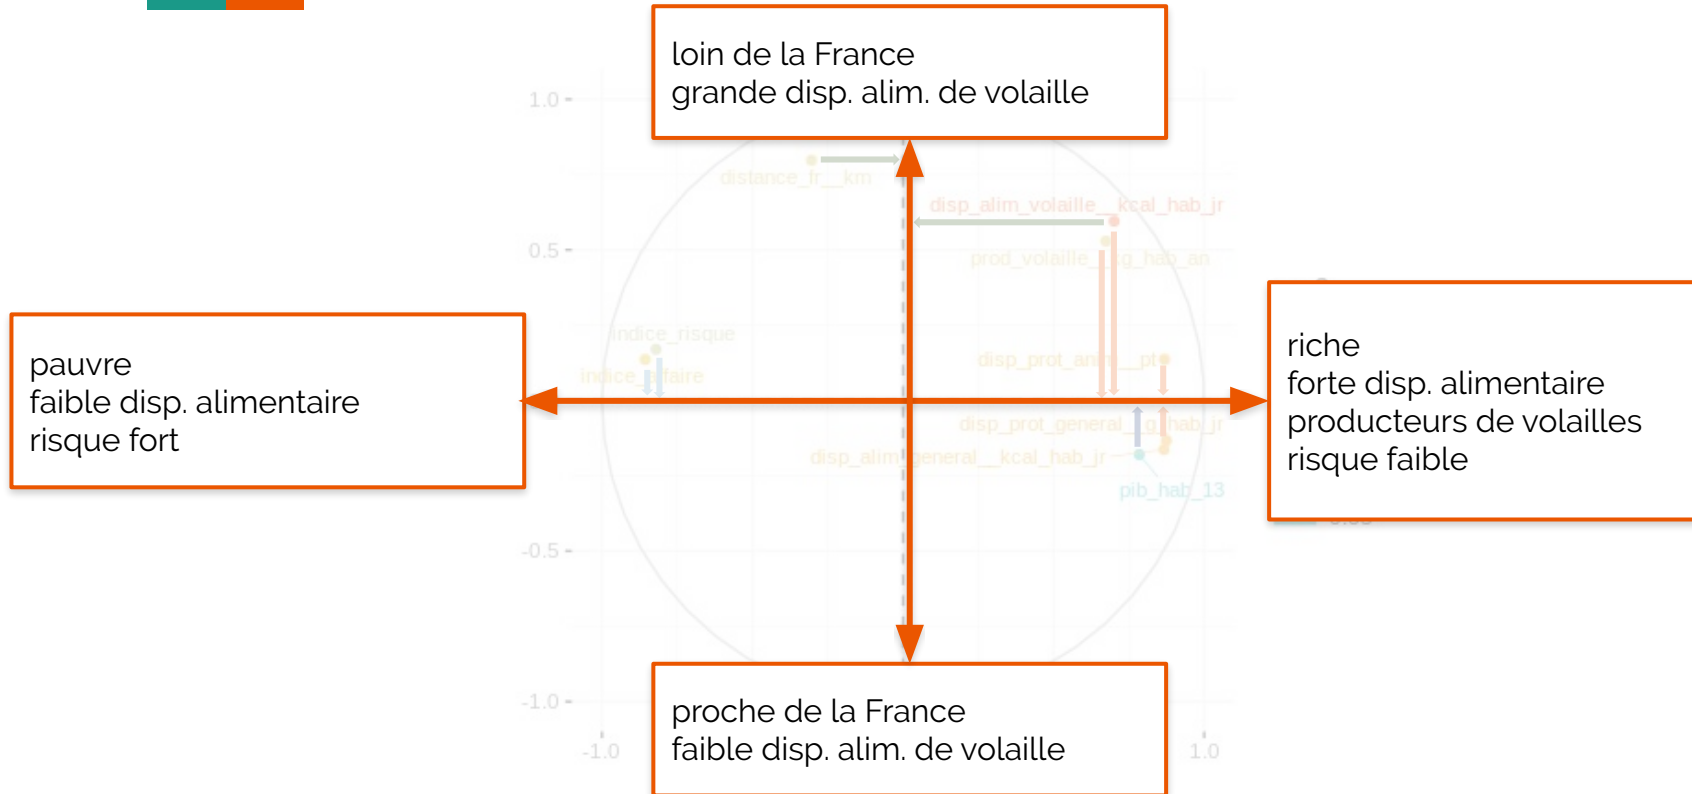 loin de la France
grande disp. alim. de volaille
1.0
distance_fr__km
disp_alim_volaille__kcal_hab_jr
0.5
prod_volaille__kg_hab_an
pauvre
faible disp. alimentaire
risque fort
indice_risque
indice_affaire
disp_prot_anim__pt
riche
forte disp. alimentaire
producteurs de volailles
risque faible
disp_prot_general__g_hab_jr
disp_alim_general__kcal_hab_jr
pib_hab_13
-0.5
-1.0
proche de la France
faible disp. alim. de volaille
-1.0
1.0